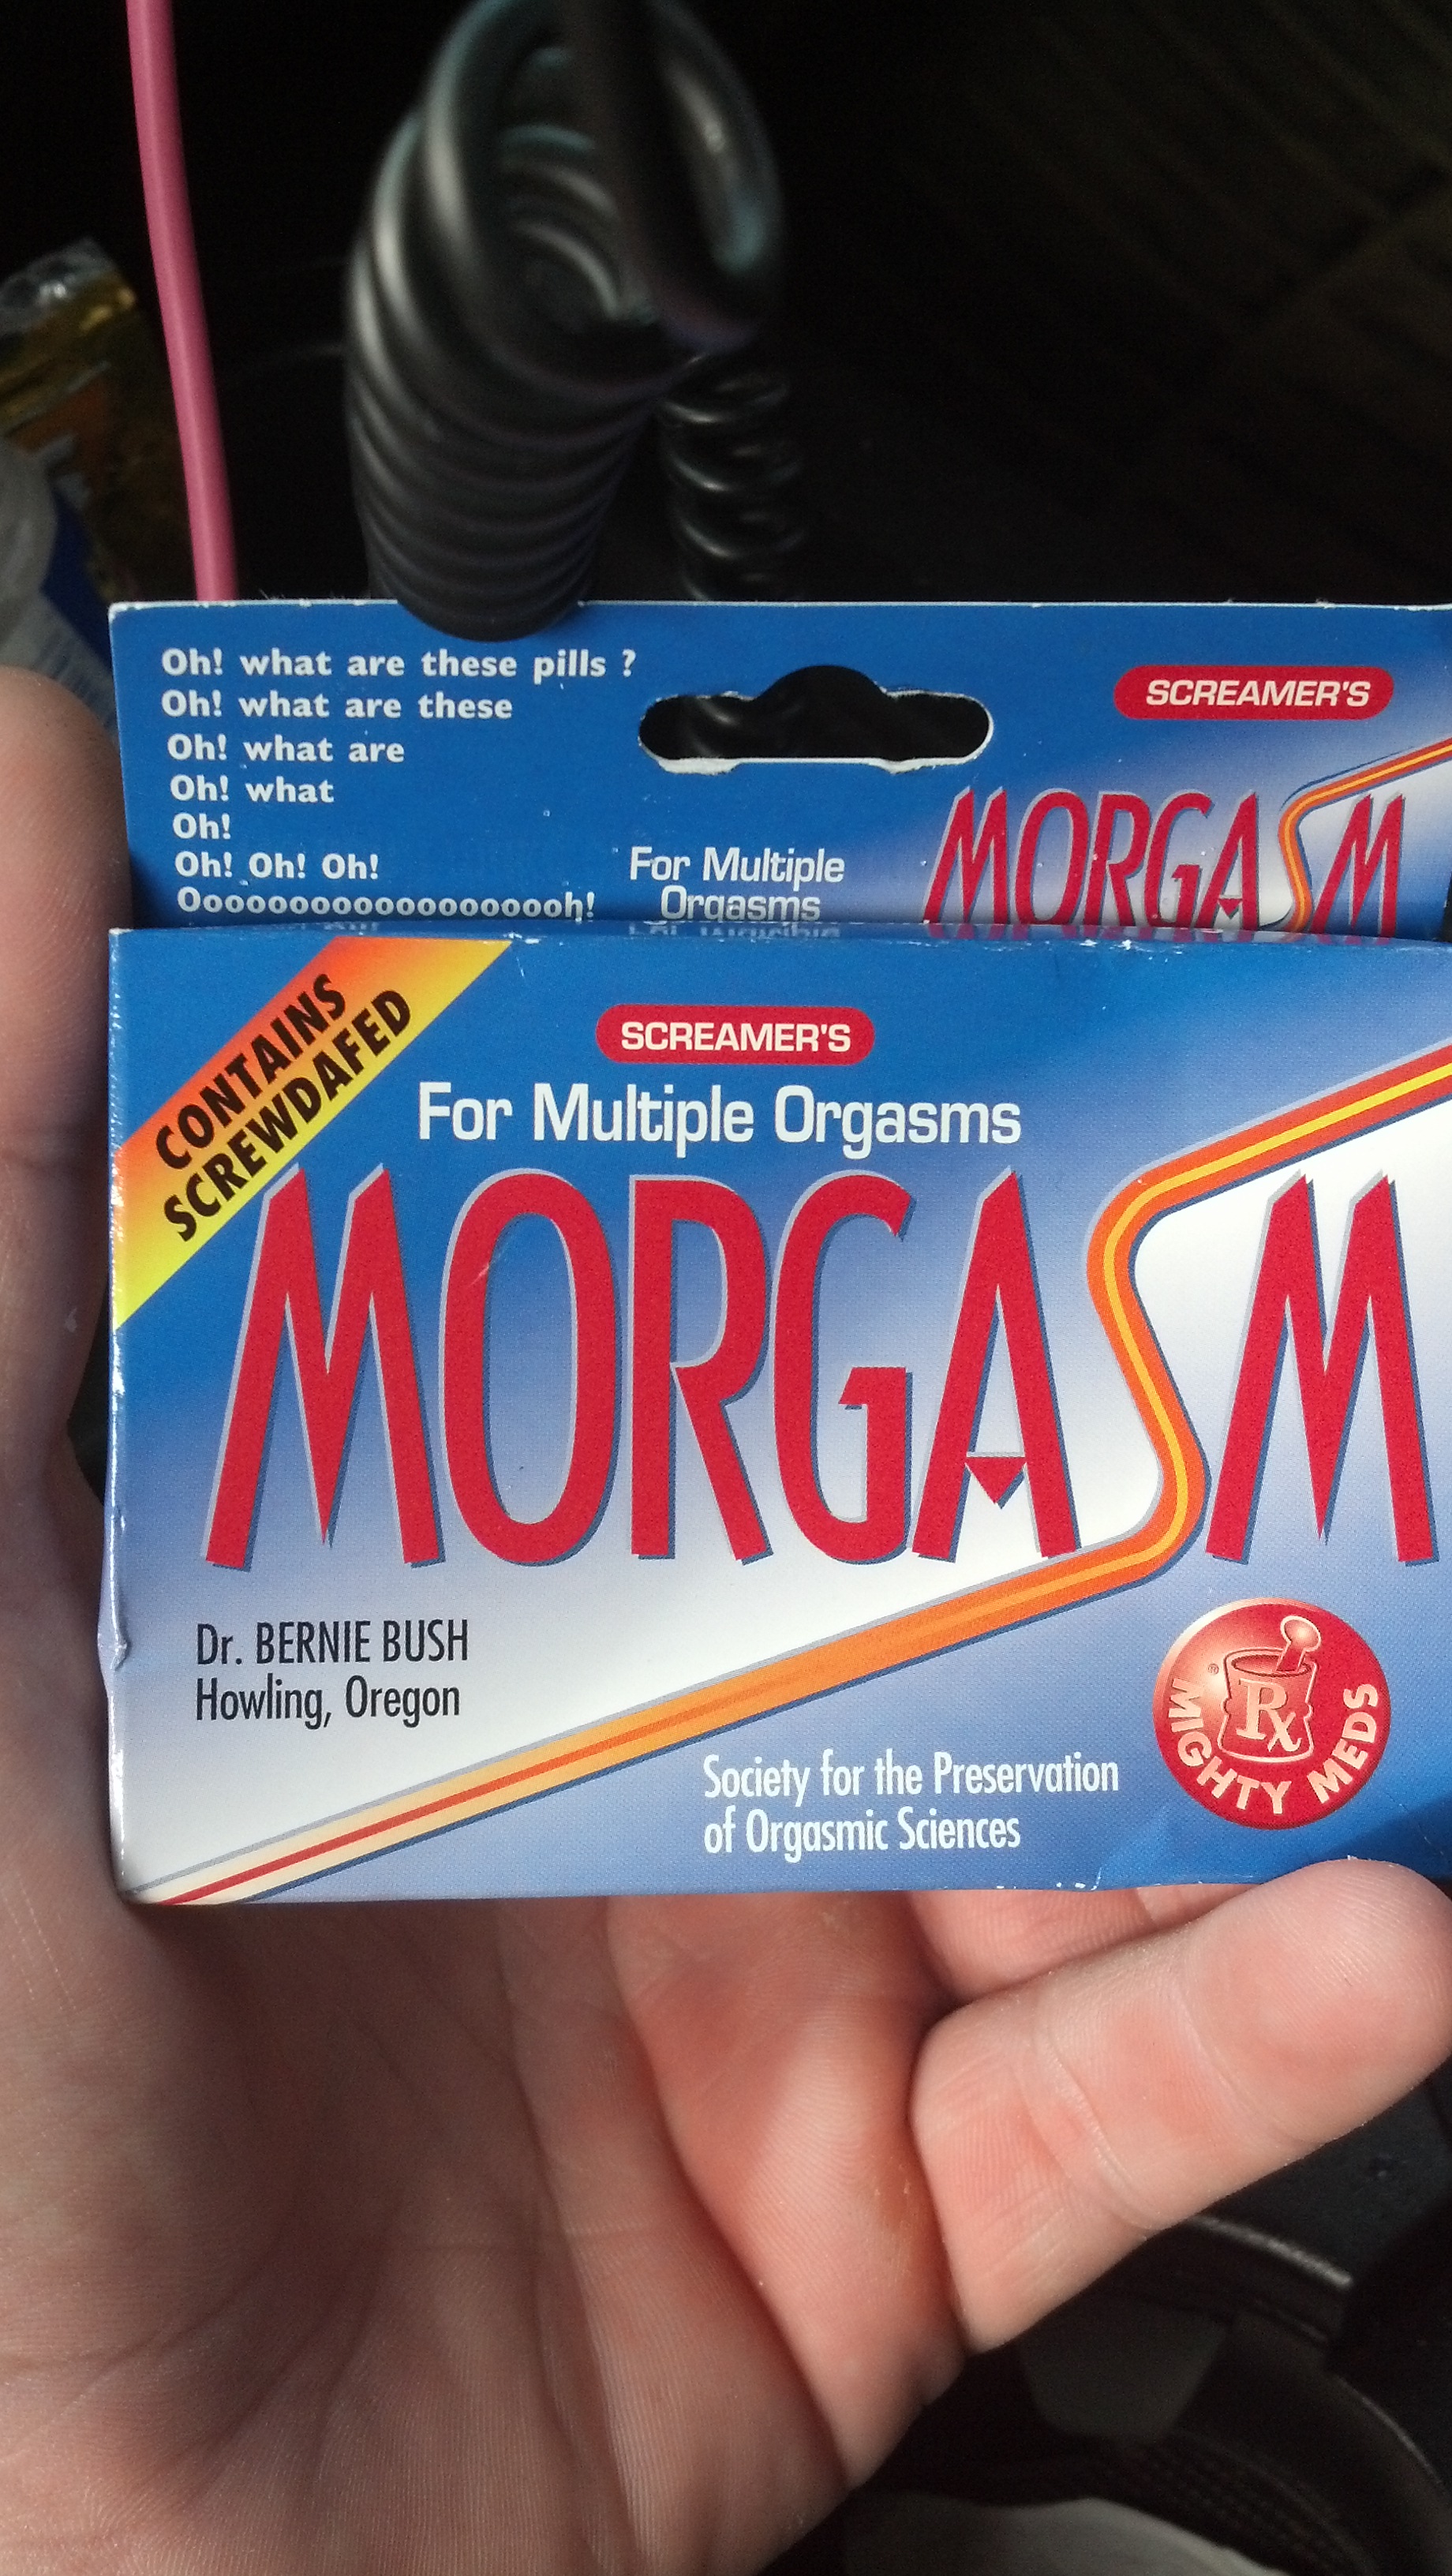 Oh! what are these pills ?
Oh! what are these
Oh! what are
Oh! what
Oh!
Oh! Oh! Oh!
Oooooooooooooooooooh!
For Multiple
Orgasms
SCREAMER'S
MORGASM
CONTAINS
SCREWDAFED
SCREAMER'S
For Multiple Orgasms
MORGASM
Dr. BERNIE BUSH
Howling, Oregon
Society for the Preservation
of Orgasmic Sciences
®
Rx
MIGHTY MEDS